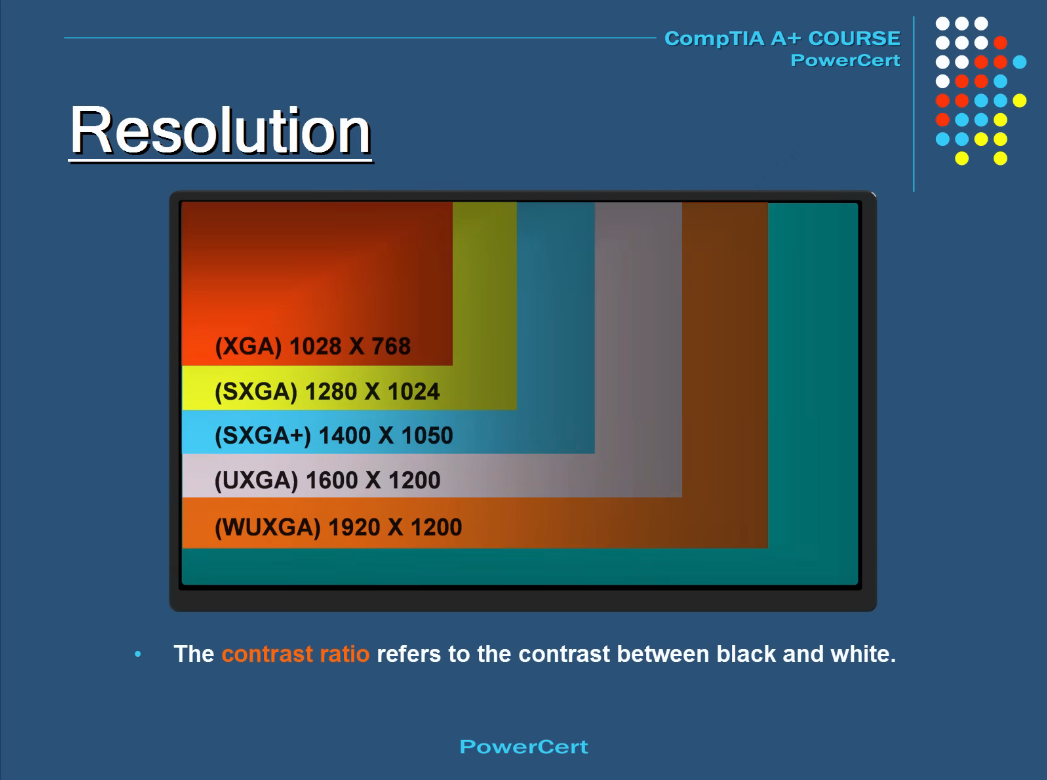 CompTIA A+ COURSE
PowerCert
Resolution
(XGA) 1028 X 768
(SXGA) 1280 X 1024
(SXGA+) 1400 X 1050
(UXGA) 1600 X 1200
(WUXGA) 1920 X 1200
• The contrast ratio refers to the contrast between black and white.
PowerCert